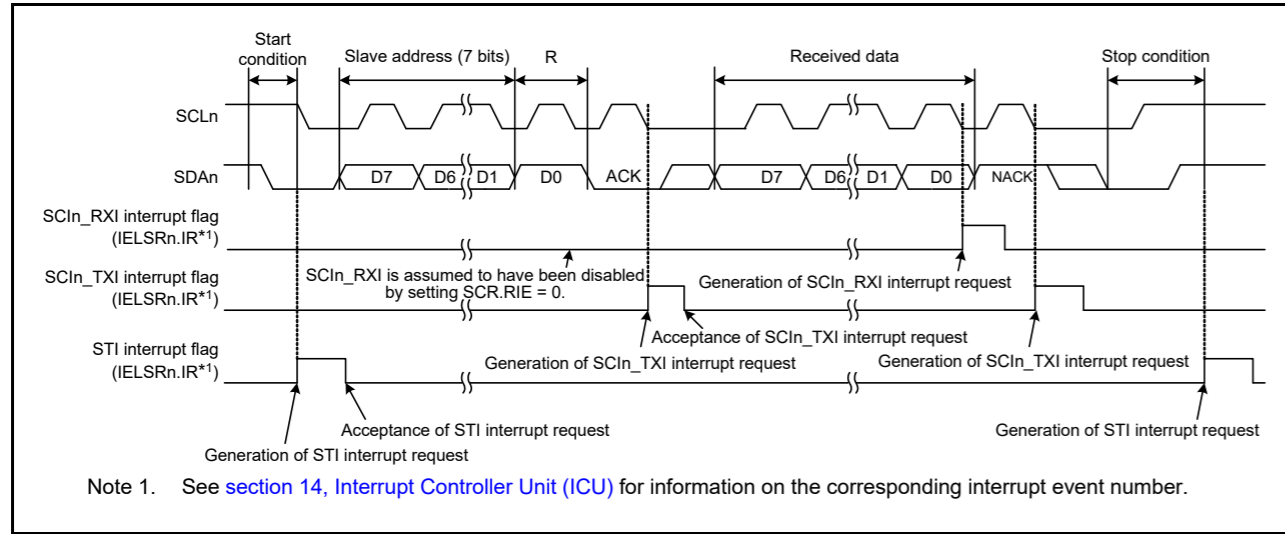 Start
condition
Slave address (7 bits)
R
Received data
Stop condition
SCLn
SDAn
D7
D6
D1
D0
ACK
D7
D6
D1
D0
NACK
SCIn_RXI interrupt flag
(IELSRn.IR*1)
SCIn_RXI is assumed to have been disabled
by setting SCR.RIE = 0.
Generation of SCIn_RXI interrupt request
SCIn_TXI interrupt flag
(IELSRn.IR*1)
Acceptance of SCIn_TXI interrupt request
Generation of SCIn_TXI interrupt request
Generation of SCIn_TXI interrupt request
STI interrupt flag
(IELSRn.IR*1)
Acceptance of STI interrupt request
Generation of STI interrupt request
Generation of STI interrupt request
Note 1. See section 14, Interrupt Controller Unit (ICU) for information on the corresponding interrupt event number.